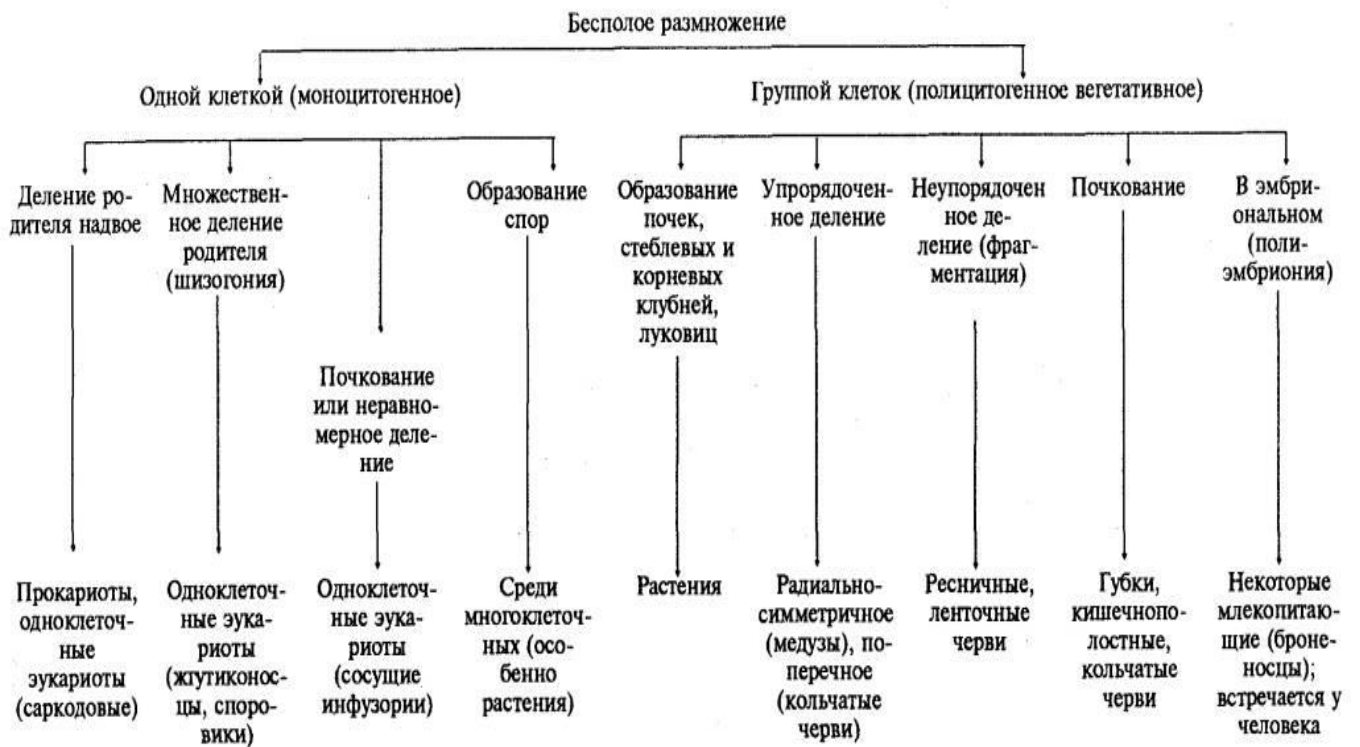 Бесполое размножение
Одной клеткой (моноцитогенное)
Группой клеток (полицитогенное вегетативное)
Деление ро-
дителя надвое
Множествен-
ное деление
родителя
(шизогония)
Почкование
или неравно-
мерное деле-
ние
Образование
спор
Образование
почек,
стеблевых и
корневых
клубней,
луковиц
Упрорядочен-
ное деление
Неупорядочен
ное де-
ление (фраг-
ментация)
Почкование
В эмбри-
ональном
(поли-
эмбриония)
Прокариоты,
одноклеточ-
ные
эукариоты
(саркодовые)
Одноклеточ-
ные эука-
риоты
(жгутиконос-
цы, споро-
вики)
Одноклеточ-
ные эука-
риоты
(сосущие
инфузории)
Среди
многоклеточ-
ных (осо-
бенно
растения)
Растения
Радиально-
симметричное
(медузы), по-
перечное
(кольчатые
черви)
Ресничные,
ленточные
черви
Губки,
кишечнопо-
лостные,
кольчатые
черви
Некоторые
млекопитаю-
щие (броне-
носцы);
встречается у
человека